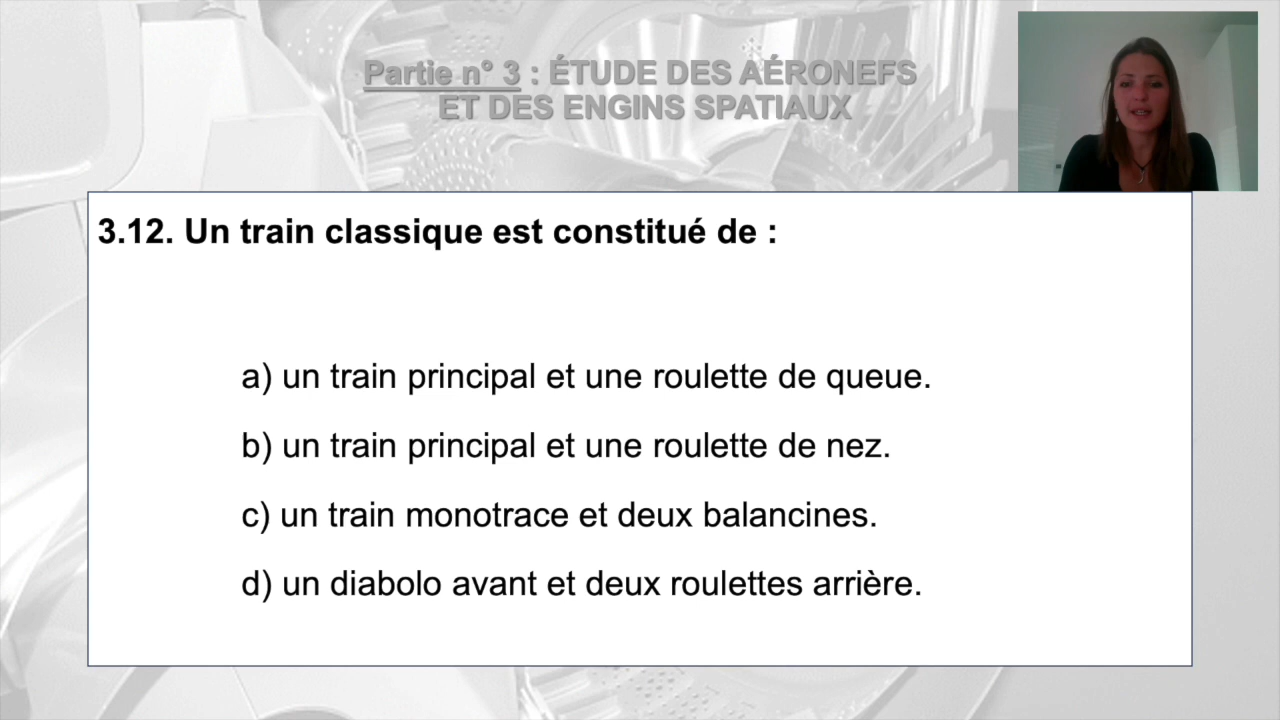 Partie n° 3 : ÉTUDE DES AÉRONEFS
ET DES ENGINS SPATIAUX
3.12. Un train classique est constitué de :
a) un train principal et une roulette de queue.
b) un train principal et une roulette de nez.
c) un train monotrace et deux balancines.
d) un diabolo avant et deux roulettes arrière.